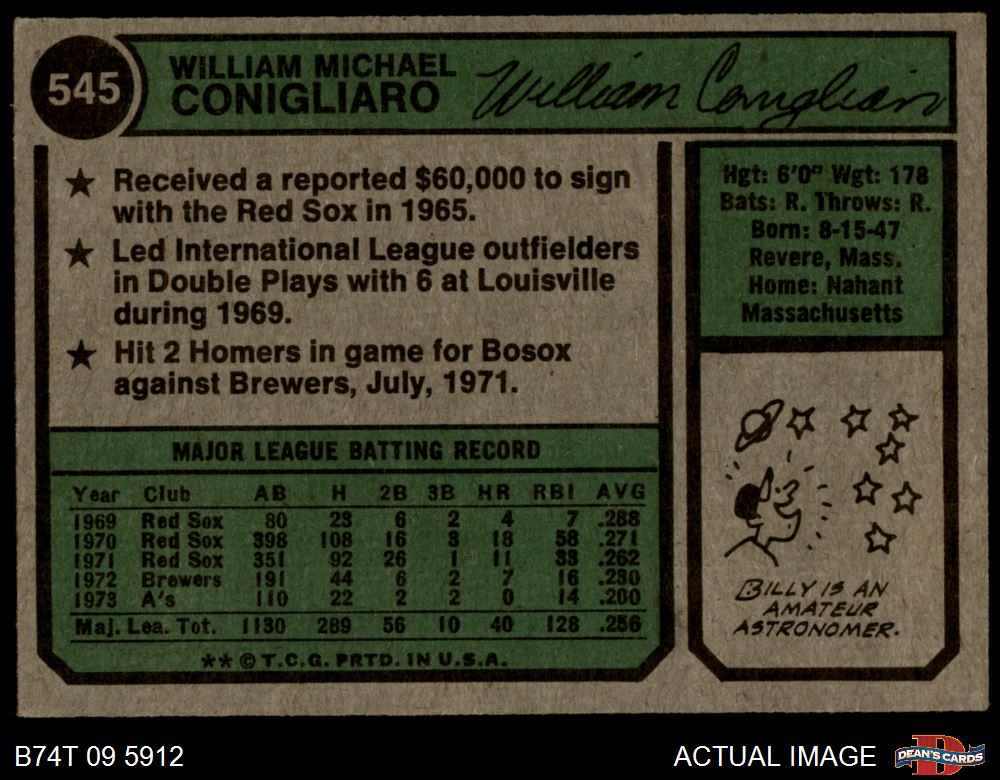 545
WILLIAM MICHAEL
CONIGLIARO
William Conigliaro
★ Received a reported $60,000 to sign
with the Red Sox in 1965.
★ Led International League outfielders
in Double Plays with 6 at Louisville
during 1969.
★ Hit 2 Homers in game for Bosox
against Brewers, July, 1971.
Hgt: 6'0" Wgt: 178
Bats: R. Throws: R.
Born: 8-15-47
Revere, Mass.
Home: Nahant
Massachusetts
MAJOR LEAGUE BATTING RECORD
Year Club AB H 2B 3B HR RBI AVG
1969 Red Sox 80 23 6 2 4 7 .288
1970 Red Sox 398 108 16 3 18 58 .271
1971 Red Sox 351 92 26 1 11 33 .262
1972 Brewers 191 44 6 2 7 16 .230
1973 A's 110 22 2 2 0 14 .200
Maj. Lea. Tot. 1130 289 56 10 40 128 .256
** © T.C.G. PRTD. IN U.S.A.
BILLY IS AN
AMATEUR
ASTRONOMER.
B74T 09 5912
ACTUAL IMAGE
D
DEAN'S CARDS